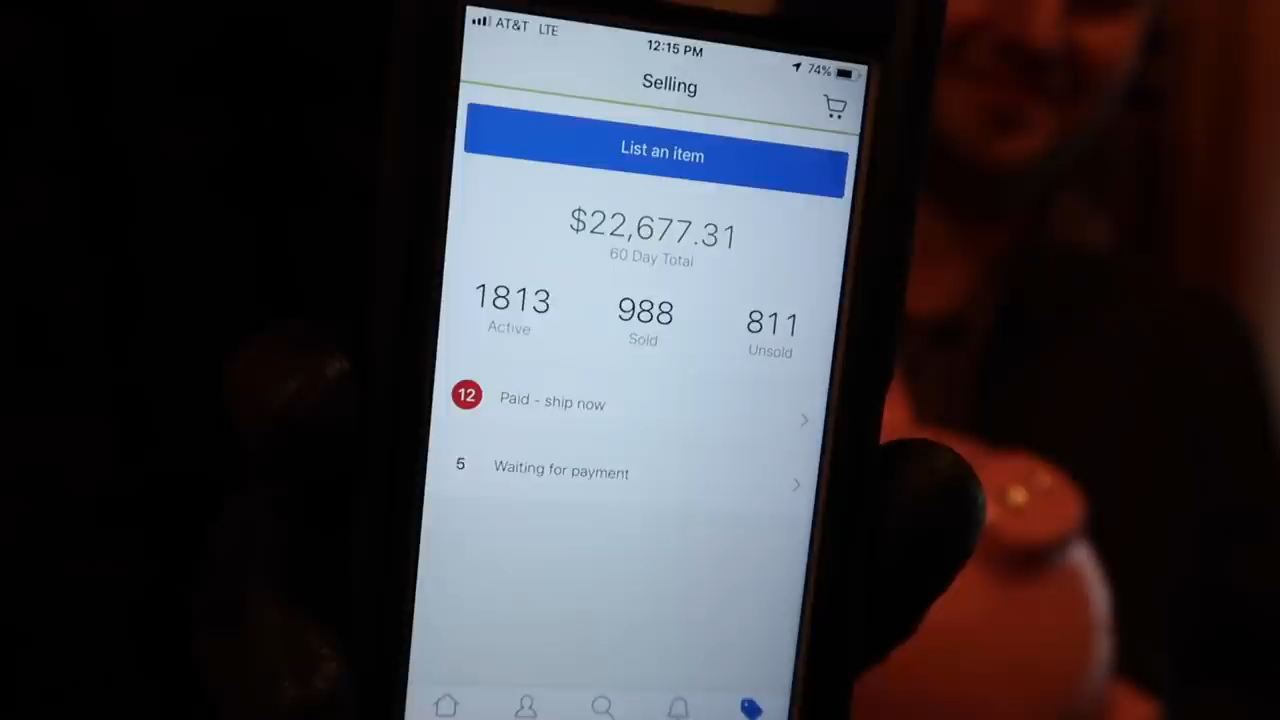 AT&T LTE 12:15 PM 74%
Selling
List an item
$22,677.31
60 Day Total
1813 988 811
Active Sold Unsold
12 Paid - ship now
5 Waiting for payment